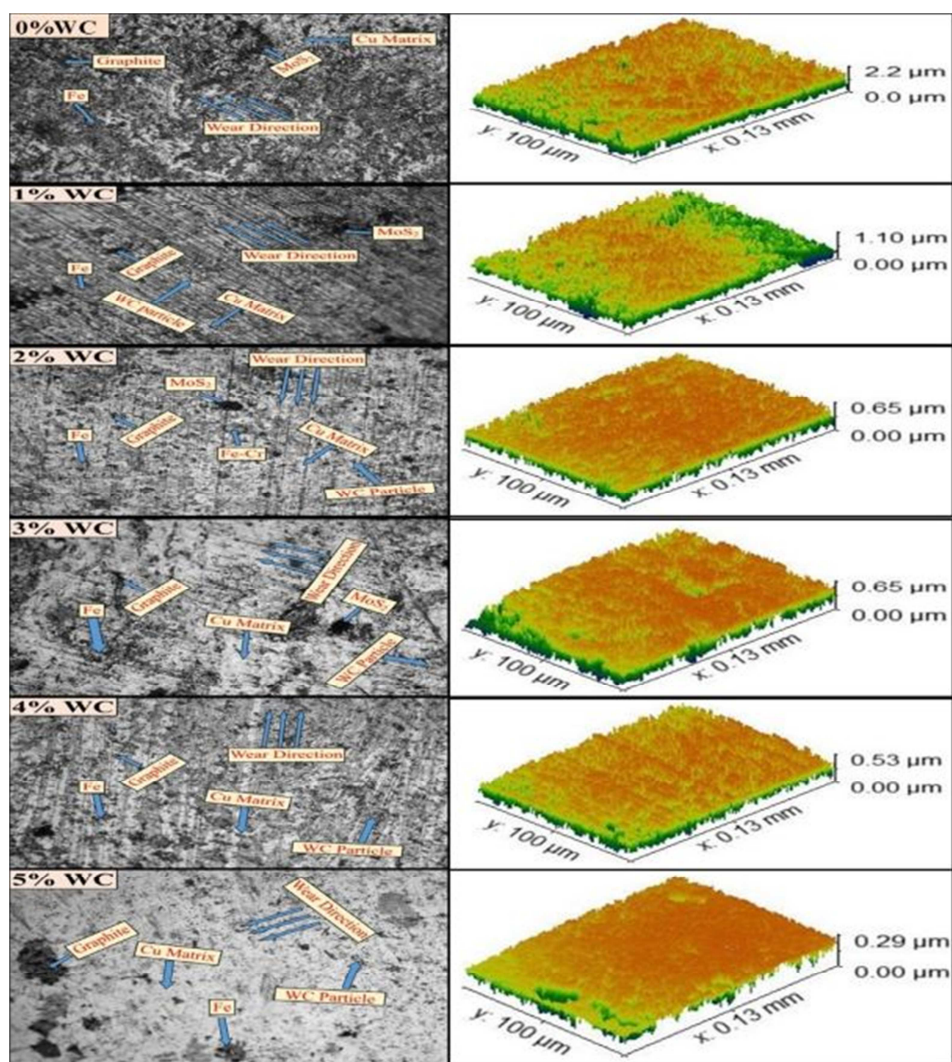 0%WC
Cu Matrix
Graphite
MoS₂
Fe
Wear Direction
2.2 µm
0.0 µm
y: 100 µm
x: 0.13 mm
1% WC
MoS₂
Wear Direction
Fe
Graphite
WC particle
Cu Matrix
1.10 µm
0.00 µm
y: 100 µm
x: 0.13 mm
2% WC
Wear Direction
MoS₂
Fe
Graphite
Cu Matrix
Fe-Cr
WC Particle
0.65 µm
0.00 µm
y: 100 µm
x: 0.13 mm
3% WC
Wear Direction
Graphite
Fe
MoS₂
Cu Matrix
WC Particle
0.65 µm
0.00 µm
y: 100 µm
x: 0.13 mm
4% WC
Wear Direction
Graphite
Fe
Cu Matrix
WC Particle
0.53 µm
0.00 µm
y: 100 µm
x: 0.13 mm
5% WC
Wear Direction
Graphite
Cu Matrix
WC Particle
Fe
0.29 µm
0.00 µm
y: 100 µm
x: 0.13 mm